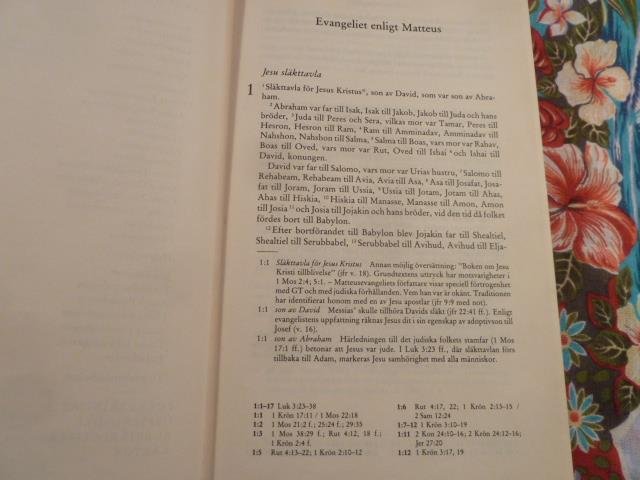 Evangeliet enligt Matteus
Jesu släkttavla
1 ¹Släkttavla för Jesus Kristus*, son av David, som var son av Abra-
ham.
²Abraham var far till Isak, Isak till Jakob, Jakob till Juda och hans
bröder, ³Juda till Peres och Sera, vilkas mor var Tamar, Peres till
Hesron, Hesron till Ram, ⁴Ram till Amminadav, Amminadav till
Nahshon, Nahshon till Salma, ⁵Salma till Boas, vars mor var Rahav,
Boas till Oved, vars mor var Rut, Oved till Ishai ⁶och Ishai till
David, konungen.
David var far till Salomo, vars mor var Urias hustru, ⁷Salomo till
Rehabeam, Rehabeam till Avia, Avia till Asa, ⁸Asa till Josafat, Josa-
fat till Joram, Joram till Ussia, ⁹Ussia till Jotam, Jotam till Ahas,
Ahas till Hiskia, ¹⁰Hiskia till Manasse, Manasse till Amon, Amon
till Josia ¹¹och Josia till Jojakin och hans bröder, vid den tid då folket
fördes bort till Babylon.
¹²Efter bortförandet till Babylon blev Jojakin far till Shealtiel,
Shealtiel till Serubbabel, ¹³Serubbabel till Avihud, Avihud till Elja-
1:1 Släkttavla för Jesus Kristus Annan möjlig översättning: "Boken om Jesu
Kristi tillblivelse" (jfr v. 18). Grundtextens uttryck har motsvarigheter i
1 Mos 2:4; 5:1. – Matteusevangeliets författare visar speciell förtrogenhet
med GT och med judiska förhållanden. Vem han var är okänt. Traditionen
har identifierat honom med en av Jesu apostlar (jfr 9:9 med not).
1:1 son av David Messias* skulle tillhöra Davids släkt (jfr 22:41 ff.). Enligt
evangelistens uppfattning räknas Jesus dit i sin egenskap av adoptivson till
Josef (v. 16).
1:1 son av Abraham Härledningen till det judiska folkets stamfar (1 Mos
17:1 ff.) betonar att Jesus var jude. I Luk 3:23 ff., där släkttavlan förs
tillbaka till Adam, markeras Jesu samhörighet med alla människor.
1:1–17 Luk 3:23–38
1:1 1 Krön 17:11 / 1 Mos 22:18
1:2 1 Mos 21:2 f.; 25:24 f.; 29:35
1:3 1 Mos 38:29 f.; Rut 4:12, 18 f.;
1 Krön 2:4 f.
1:5 Rut 4:13–22; 1 Krön 2:10–12
1:6 Rut 4:17, 22; 1 Krön 2:13–15 /
2 Sam 12:24
1:7–12 1 Krön 3:10–19
1:11 2 Kon 24:10–16; 2 Krön 24:12–16;
Jer 27:20
1:12 1 Krön 3:17, 19